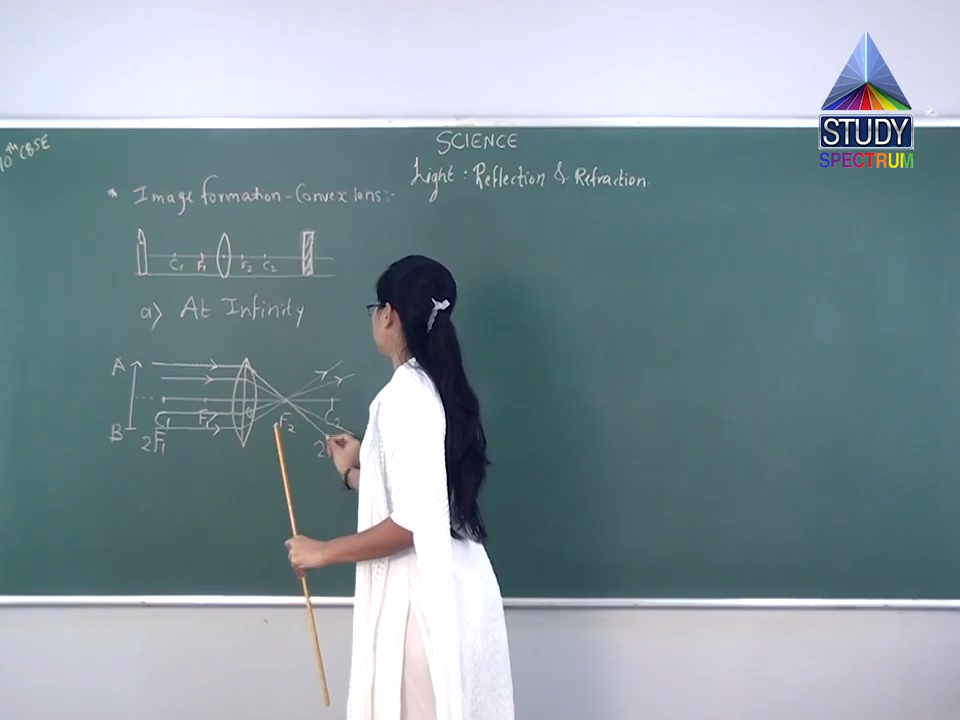 STUDY
SPECTRUM
10th CBSE
SCIENCE
Light : Reflection & Refraction.
* Image formation - Convex lens :-
C₁ F₁ F₂ C₂
a) At Infinity
A
B
C₁ F₁ O F₂ C₂
2F₁